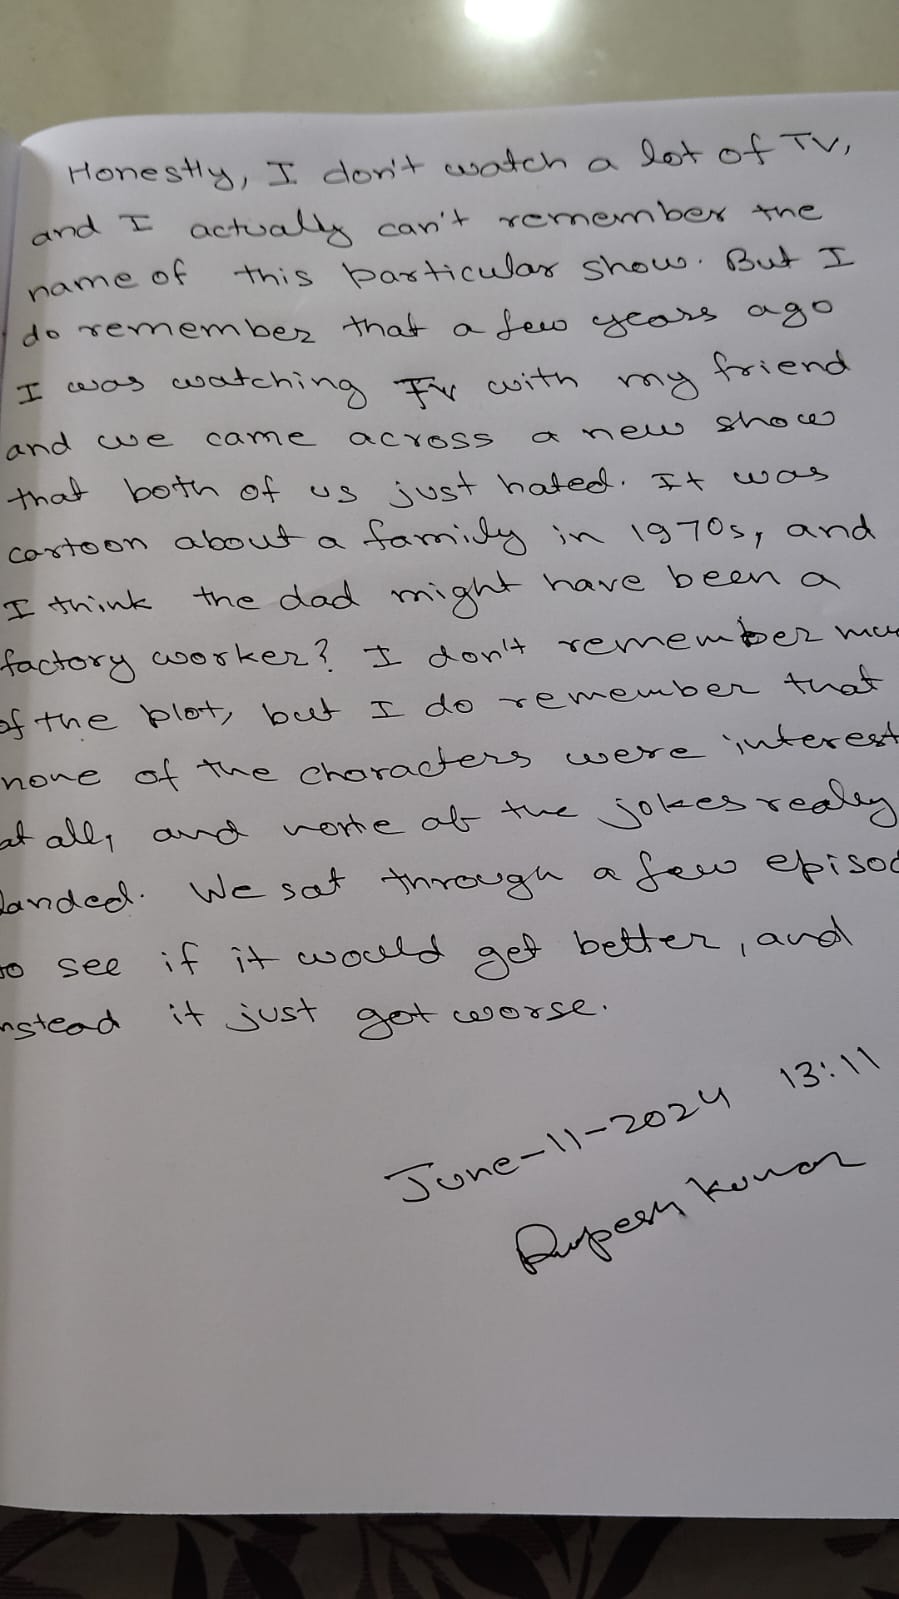 Honestly, I don't watch a lot of TV,
and I actually can't remember the
name of this particular show. But I
do remember that a few years ago
I was watching TV with my friend
and we came across a new show
that both of us just hated. It was
cartoon about a family in 1970s, and
I think the dad might have been a
factory worker? I don't remember
of the plot, but I do remember that
none of the characters were interest
at all, and none of the jokes really
landed. We sat through a few episod
to see if it would get better, and
nstead it just got worse.
June-11-2024 13:11
Rupesh Kumar